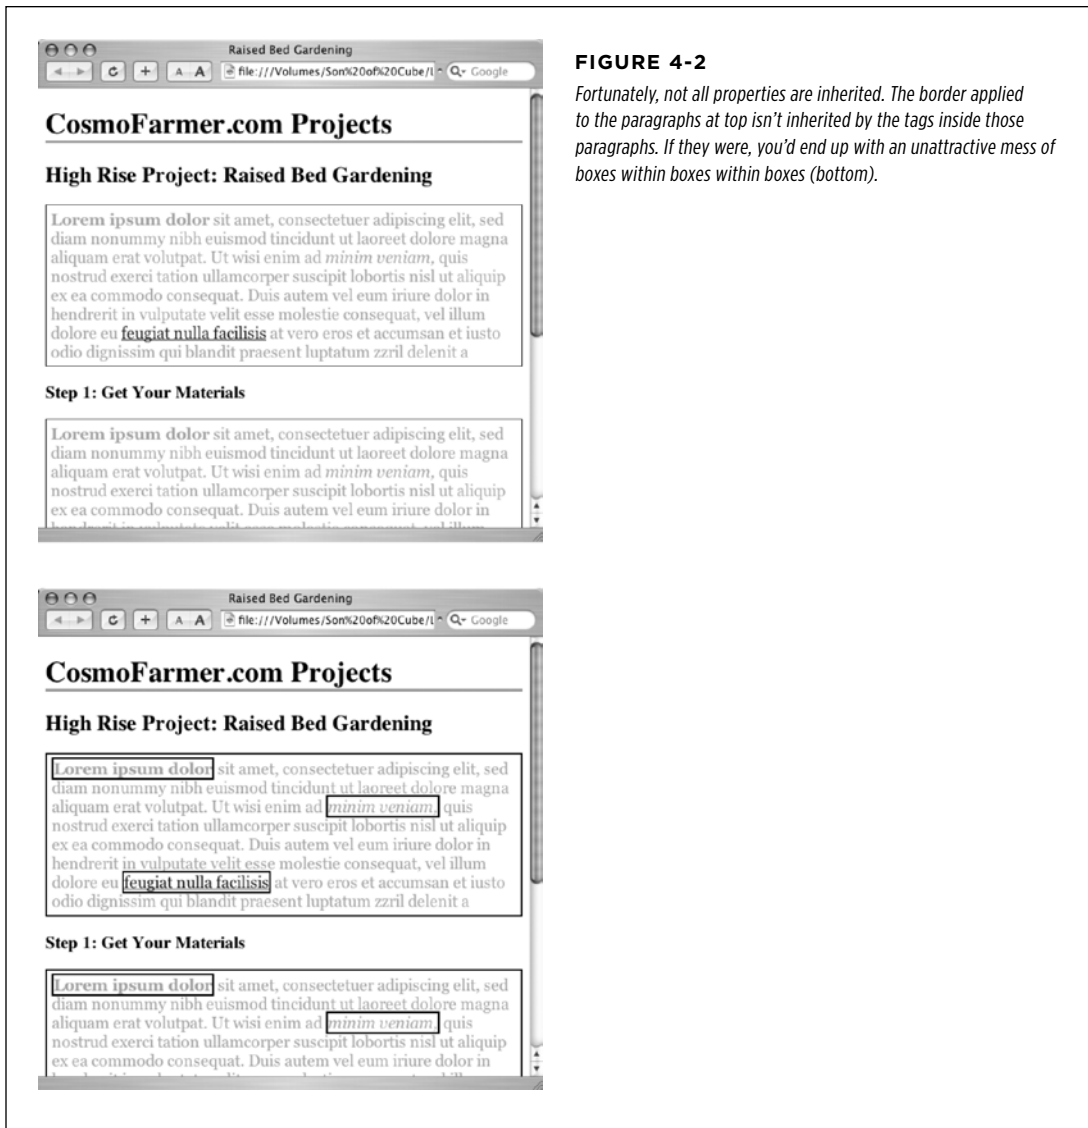 Raised Bed Gardening
A A file:///Volumes/Son%20of%20Cube/L Google
CosmoFarmer.com Projects
High Rise Project: Raised Bed Gardening
Lorem ipsum dolor sit amet, consectetuer adipiscing elit, sed
diam nonummy nibh euismod tincidunt ut laoreet dolore magna
aliquam erat volutpat. Ut wisi enim ad minim veniam, quis
nostrud exerci tation ullamcorper suscipit lobortis nisl ut aliquip
ex ea commodo consequat. Duis autem vel eum iriure dolor in
hendrerit in vulputate velit esse molestie consequat, vel illum
dolore eu feugiat nulla facilisis at vero eros et accumsan et iusto
odio dignissim qui blandit praesent luptatum zzril delenit a
Step 1: Get Your Materials
Lorem ipsum dolor sit amet, consectetuer adipiscing elit, sed
diam nonummy nibh euismod tincidunt ut laoreet dolore magna
aliquam erat volutpat. Ut wisi enim ad minim veniam, quis
nostrud exerci tation ullamcorper suscipit lobortis nisl ut aliquip
ex ea commodo consequat. Duis autem vel eum iriure dolor in
FIGURE 4-2
Fortunately, not all properties are inherited. The border applied
to the paragraphs at top isn't inherited by the tags inside those
paragraphs. If they were, you'd end up with an unattractive mess of
boxes within boxes within boxes (bottom).
Raised Bed Gardening
A A file:///Volumes/Son%20of%20Cube/L Google
CosmoFarmer.com Projects
High Rise Project: Raised Bed Gardening
Lorem ipsum dolor sit amet, consectetuer adipiscing elit, sed
diam nonummy nibh euismod tincidunt ut laoreet dolore magna
aliquam erat volutpat. Ut wisi enim ad minim veniam, quis
nostrud exerci tation ullamcorper suscipit lobortis nisl ut aliquip
ex ea commodo consequat. Duis autem vel eum iriure dolor in
hendrerit in vulputate velit esse molestie consequat, vel illum
dolore eu feugiat nulla facilisis at vero eros et accumsan et iusto
odio dignissim qui blandit praesent luptatum zzril delenit a
Step 1: Get Your Materials
Lorem ipsum dolor sit amet, consectetuer adipiscing elit, sed
diam nonummy nibh euismod tincidunt ut laoreet dolore magna
aliquam erat volutpat. Ut wisi enim ad minim veniam, quis
nostrud exerci tation ullamcorper suscipit lobortis nisl ut aliquip
ex ea commodo consequat. Duis autem vel eum iriure dolor in